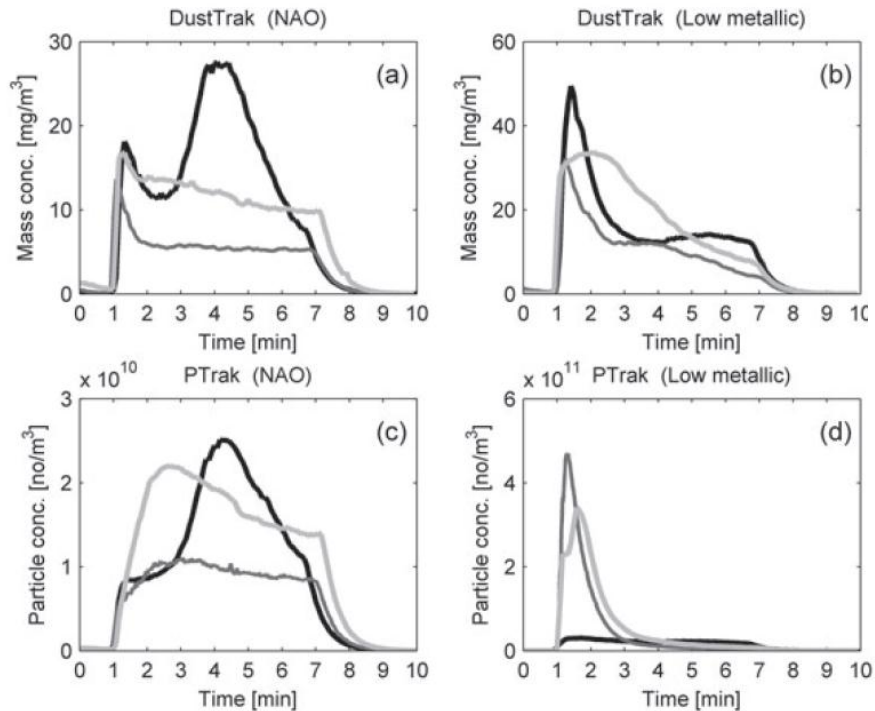 DustTrak (NAO)
30
20
10
0
Mass conc. [mg/m³]
(a)
0 1 2 3 4 5 6 7 8 9 10
Time [min]
DustTrak (Low metallic)
60
40
20
0
Mass conc. [mg/m³]
(b)
0 1 2 3 4 5 6 7 8 9 10
Time [min]
x 10¹⁰
PTrak (NAO)
3
2
1
0
Particle conc. [no/m³]
(c)
0 1 2 3 4 5 6 7 8 9 10
Time [min]
x 10¹¹
PTrak (Low metallic)
6
4
2
0
Particle conc. [no/m³]
(d)
0 1 2 3 4 5 6 7 8 9 10
Time [min]